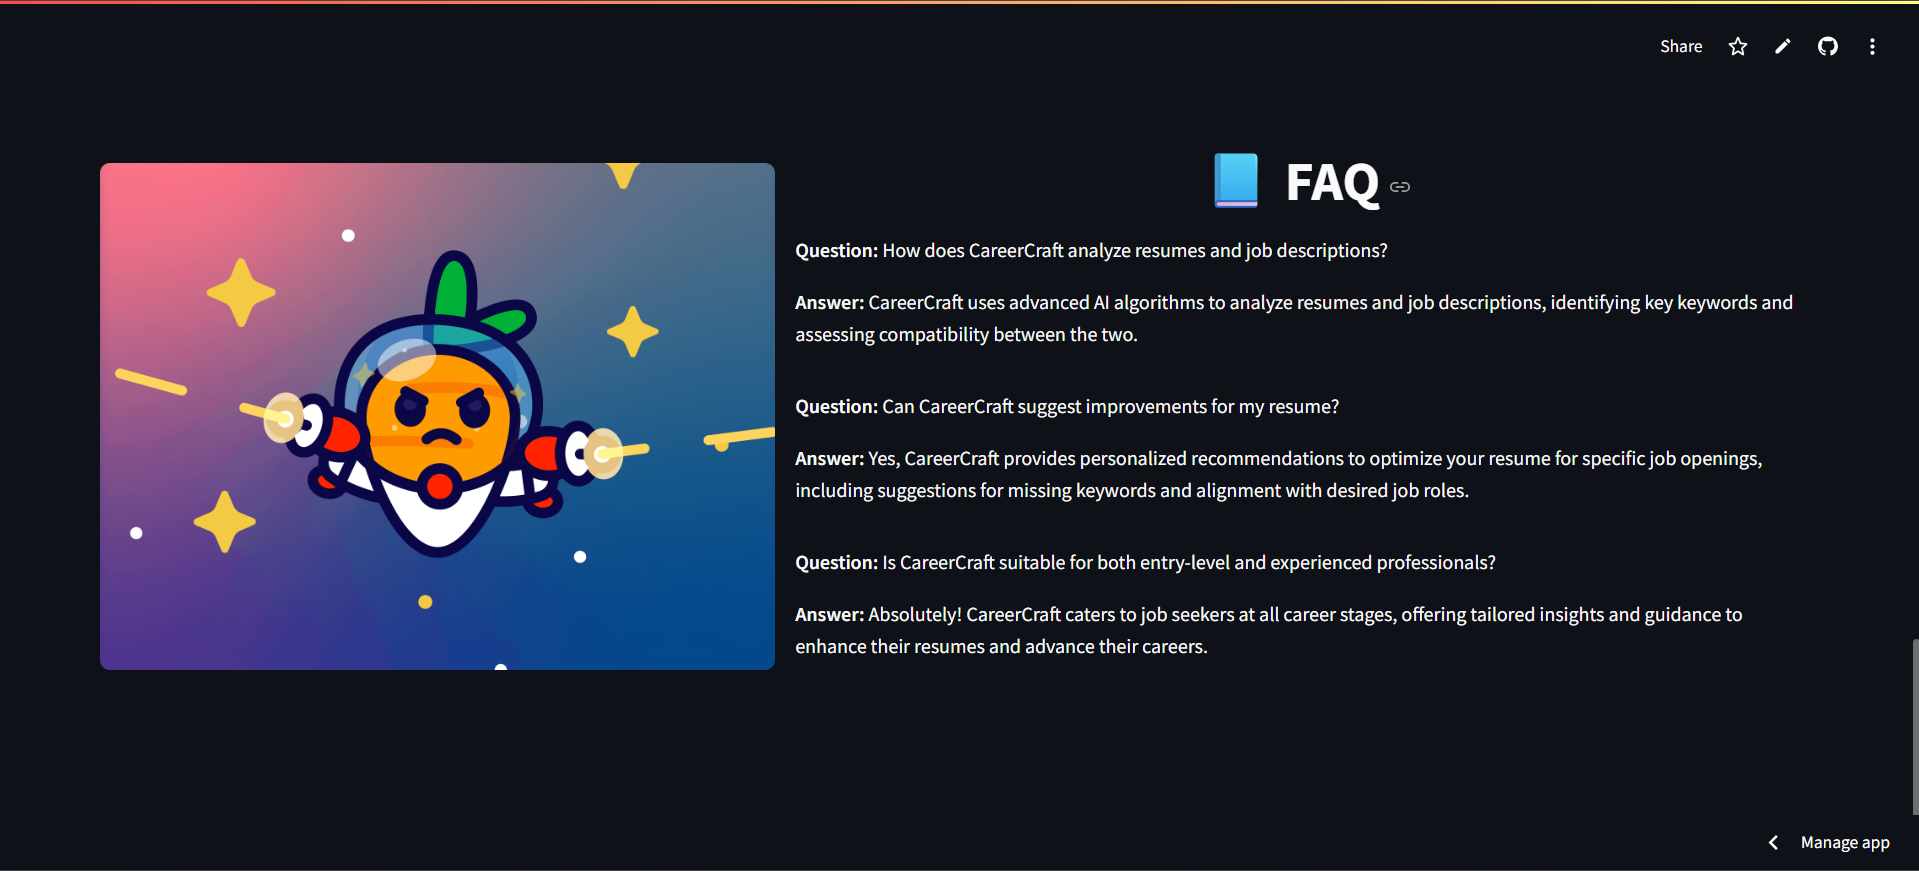 Share
FAQ
Question: How does CareerCraft analyze resumes and job descriptions?
Answer: CareerCraft uses advanced AI algorithms to analyze resumes and job descriptions, identifying key keywords and
assessing compatibility between the two.
Question: Can CareerCraft suggest improvements for my resume?
Answer: Yes, CareerCraft provides personalized recommendations to optimize your resume for specific job openings,
including suggestions for missing keywords and alignment with desired job roles.
Question: Is CareerCraft suitable for both entry-level and experienced professionals?
Answer: Absolutely! CareerCraft caters to job seekers at all career stages, offering tailored insights and guidance to
enhance their resumes and advance their careers.
Manage app